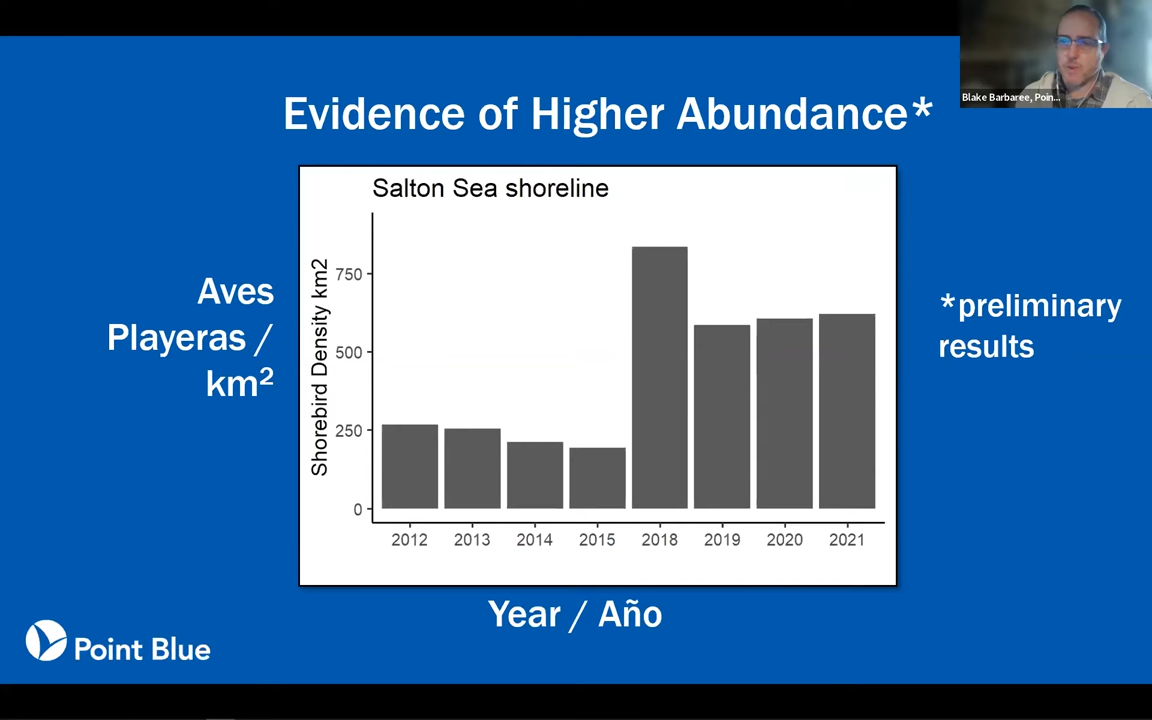 Blake Barbaree, Poin...
Evidence of Higher Abundance*
Salton Sea shoreline
Aves
Playeras /
km²
Shorebird Density km2
750
500
250
0
2012 2013 2014 2015 2018 2019 2020 2021
*preliminary
results
Year / Año
Point Blue